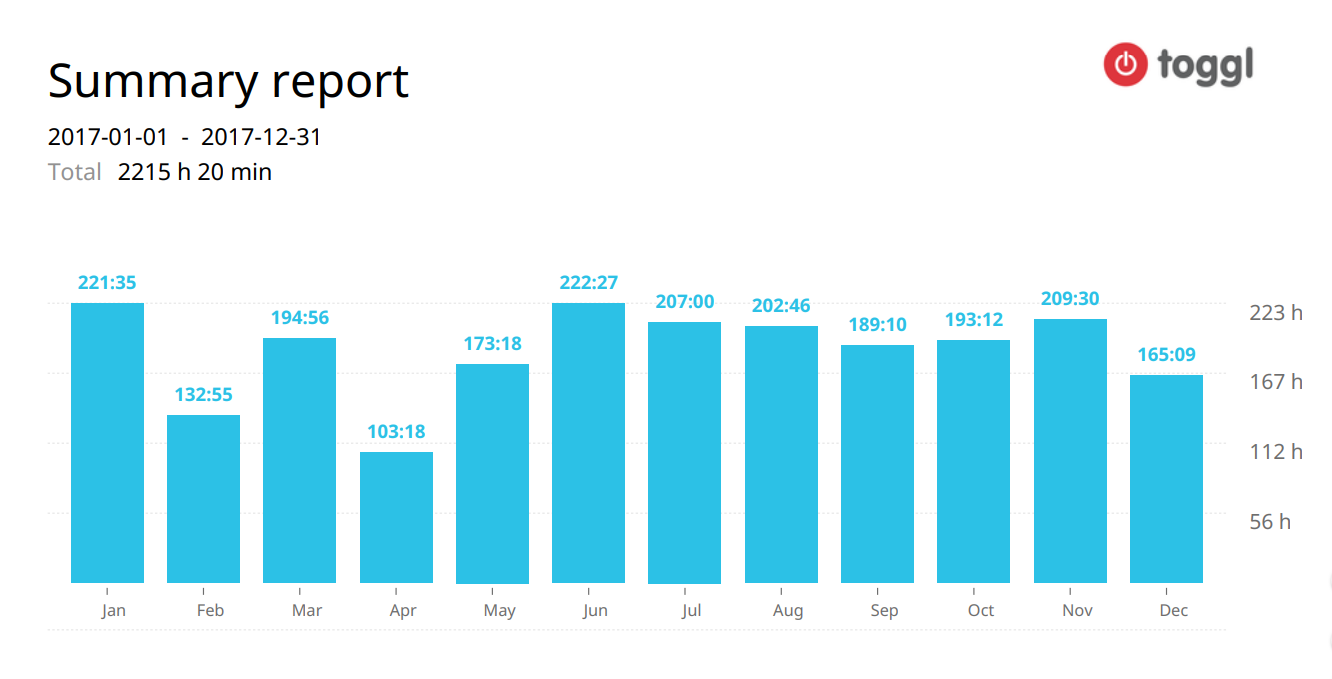 toggl
Summary report
2017-01-01 - 2017-12-31
Total 2215 h 20 min
221:35
132:55
194:56
103:18
173:18
222:27
207:00
202:46
189:10
193:12
209:30
165:09
223 h
167 h
112 h
56 h
Jan Feb Mar Apr May Jun Jul Aug Sep Oct Nov Dec